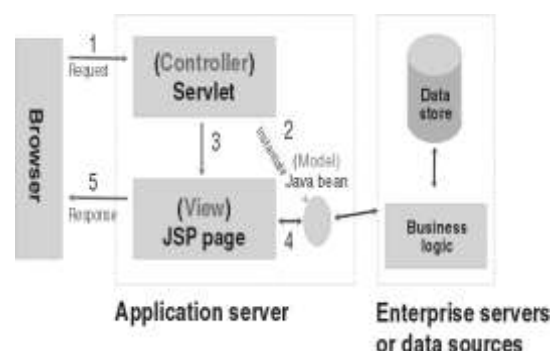 Browser
1
Request
(Controller)
Servlet
2
Instantiate
3
(Model)
Java bean
5
Response
(View)
JSP page
4
Data
store
Business
logic
Application server
Enterprise servers
or data sources